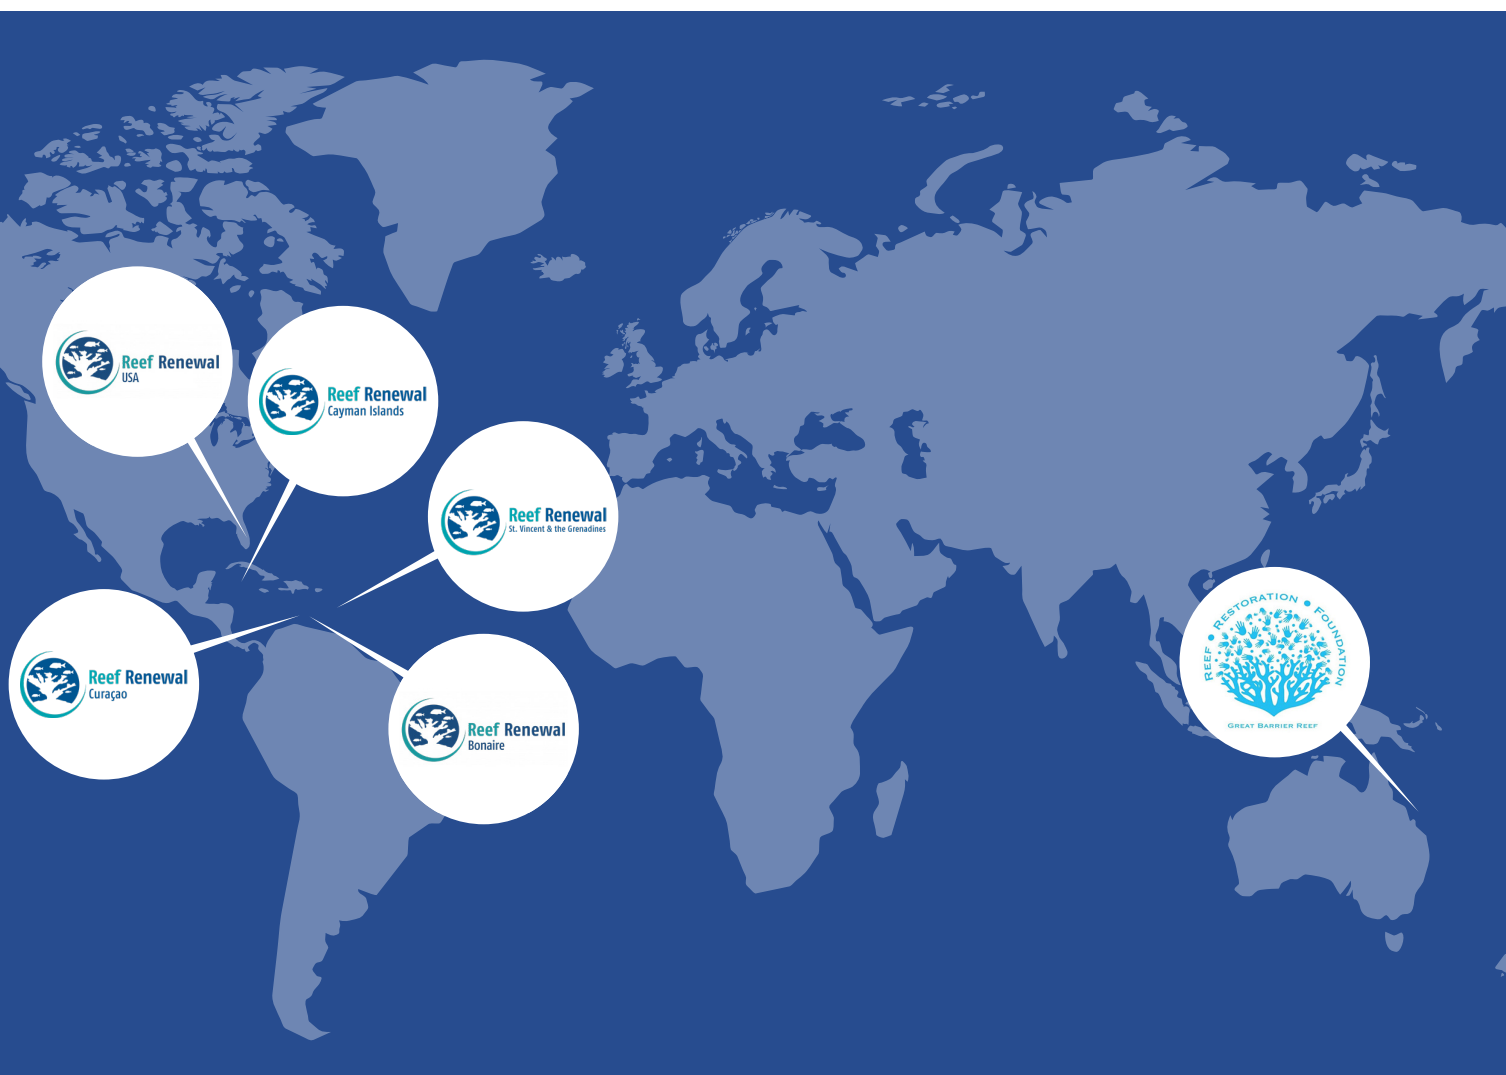 Reef Renewal
USA
Reef Renewal
Cayman Islands
Reef Renewal
St. Vincent & the Grenadines
Reef Renewal
Curaçao
Reef Renewal
Bonaire
REEF • RESTORATION • FOUNDATION
GREAT BARRIER REEF